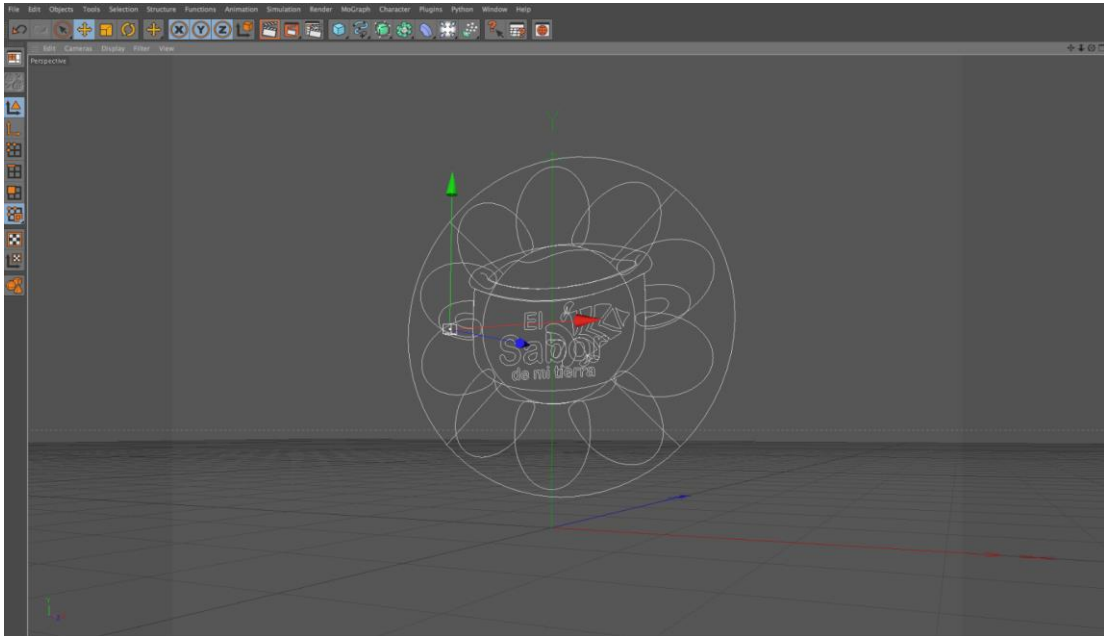 File Edit Objects Tools Selection Structure Functions Animation Simulation Render MoGraph Character Plugins Python Window Help
Edit Cameras Display Filter View
Perspective
Y
El
Sabor
de mi tierra